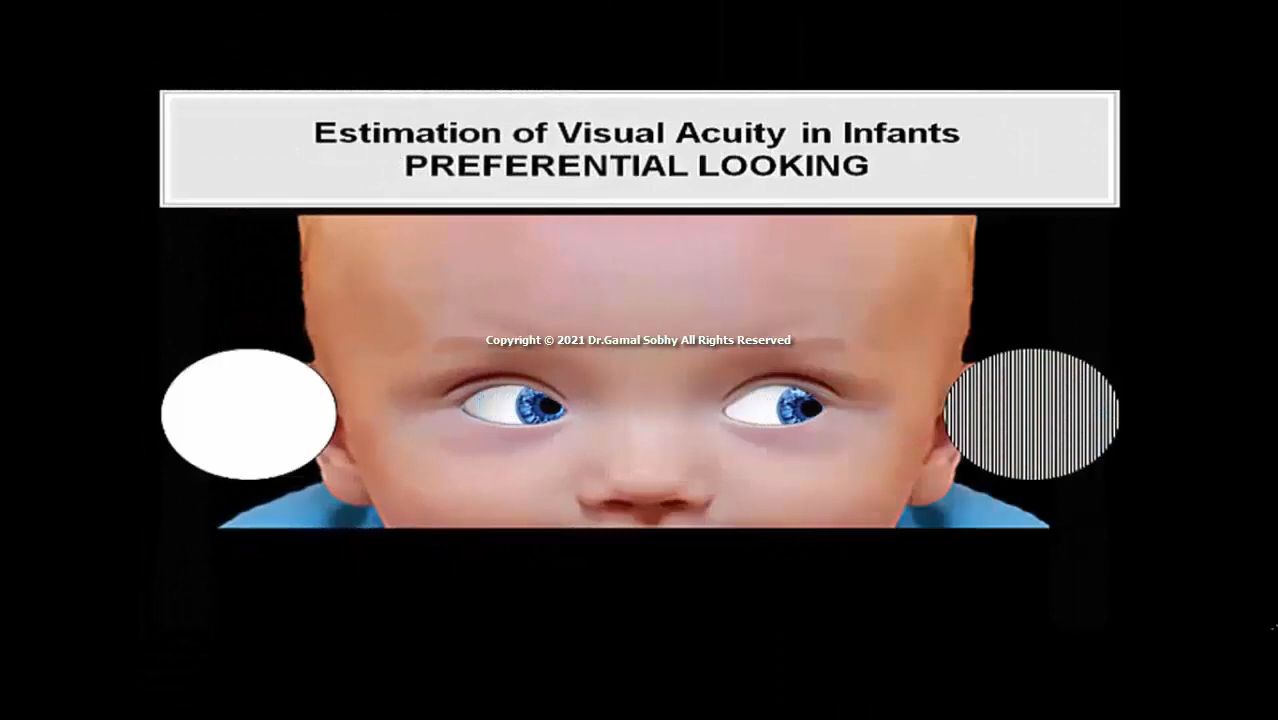 Estimation of Visual Acuity in Infants
PREFERENTIAL LOOKING
Copyright © 2021 Dr.Gamal Sobhy All Rights Reserved